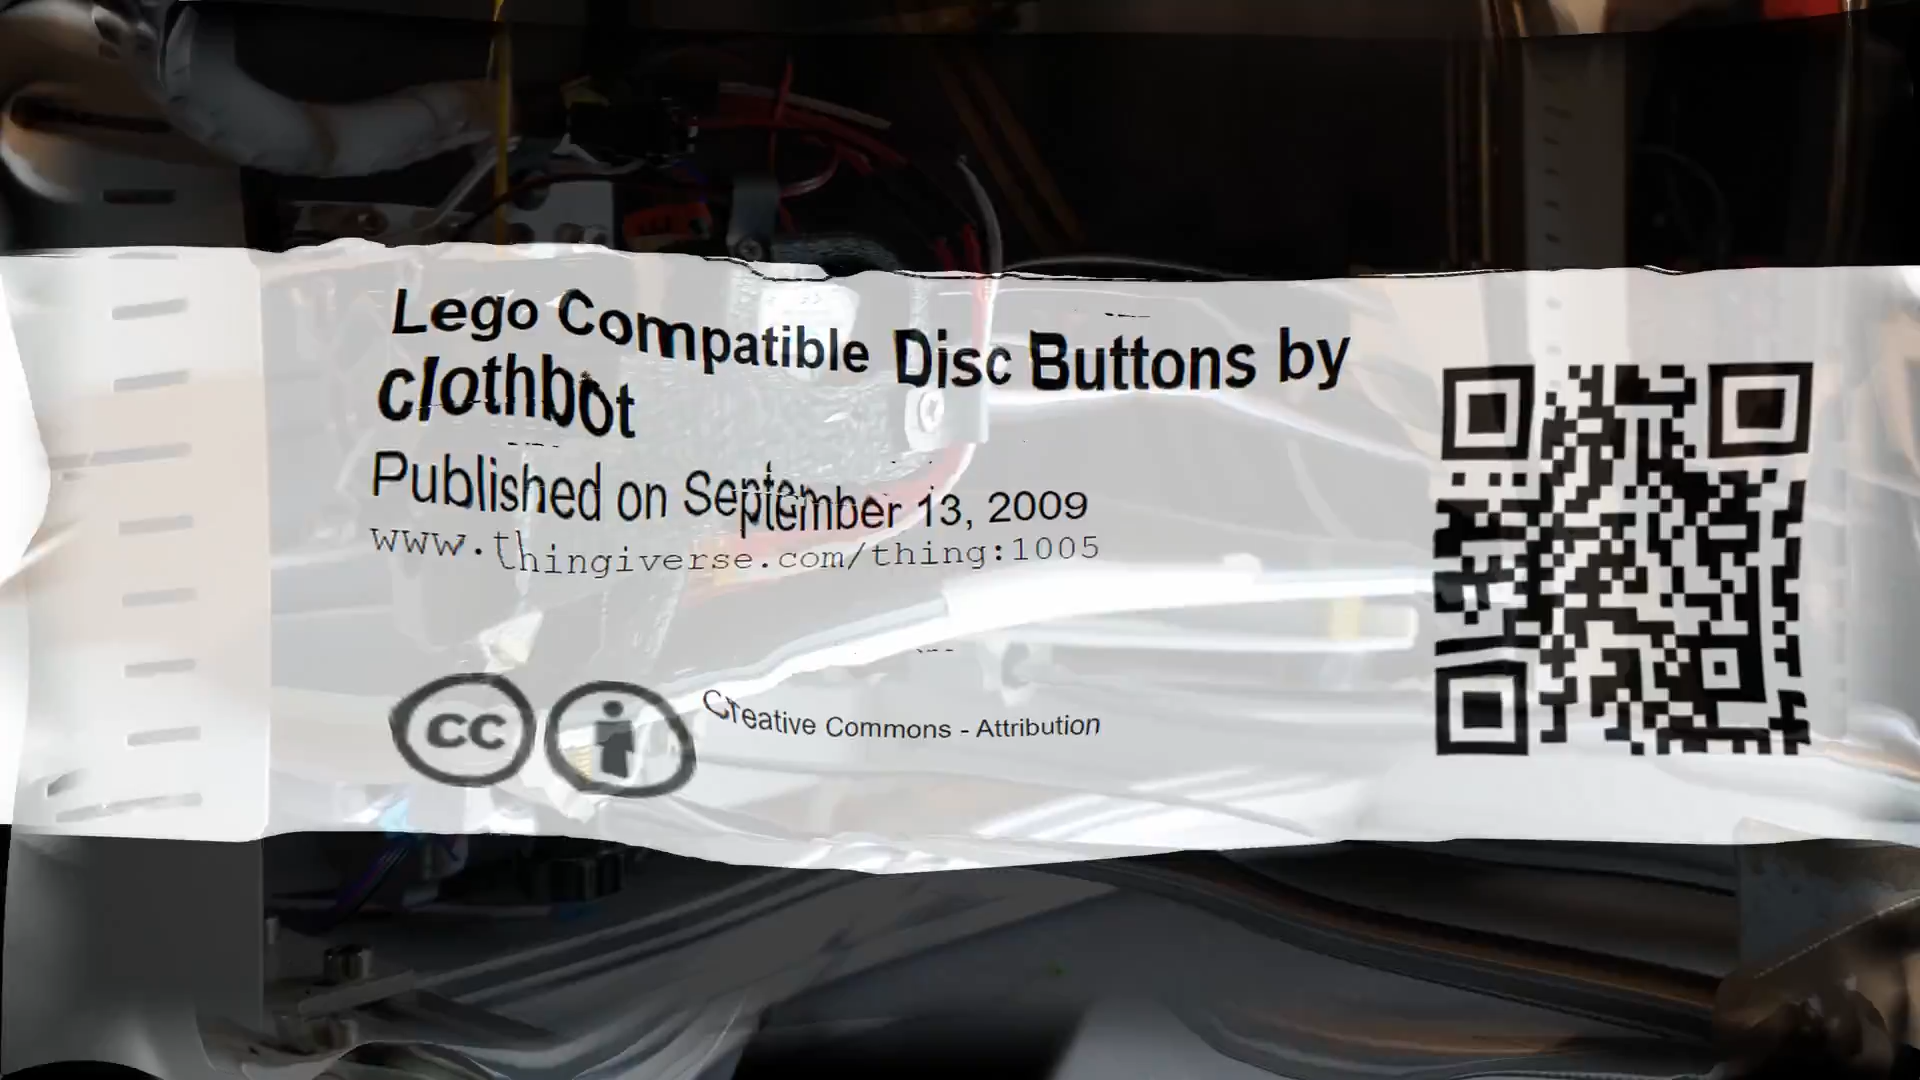 Lego Compatible Disc Buttons by
clothbot
Published on September 13, 2009
www.thingiverse.com/thing:1005
cc
Creative Commons - Attribution